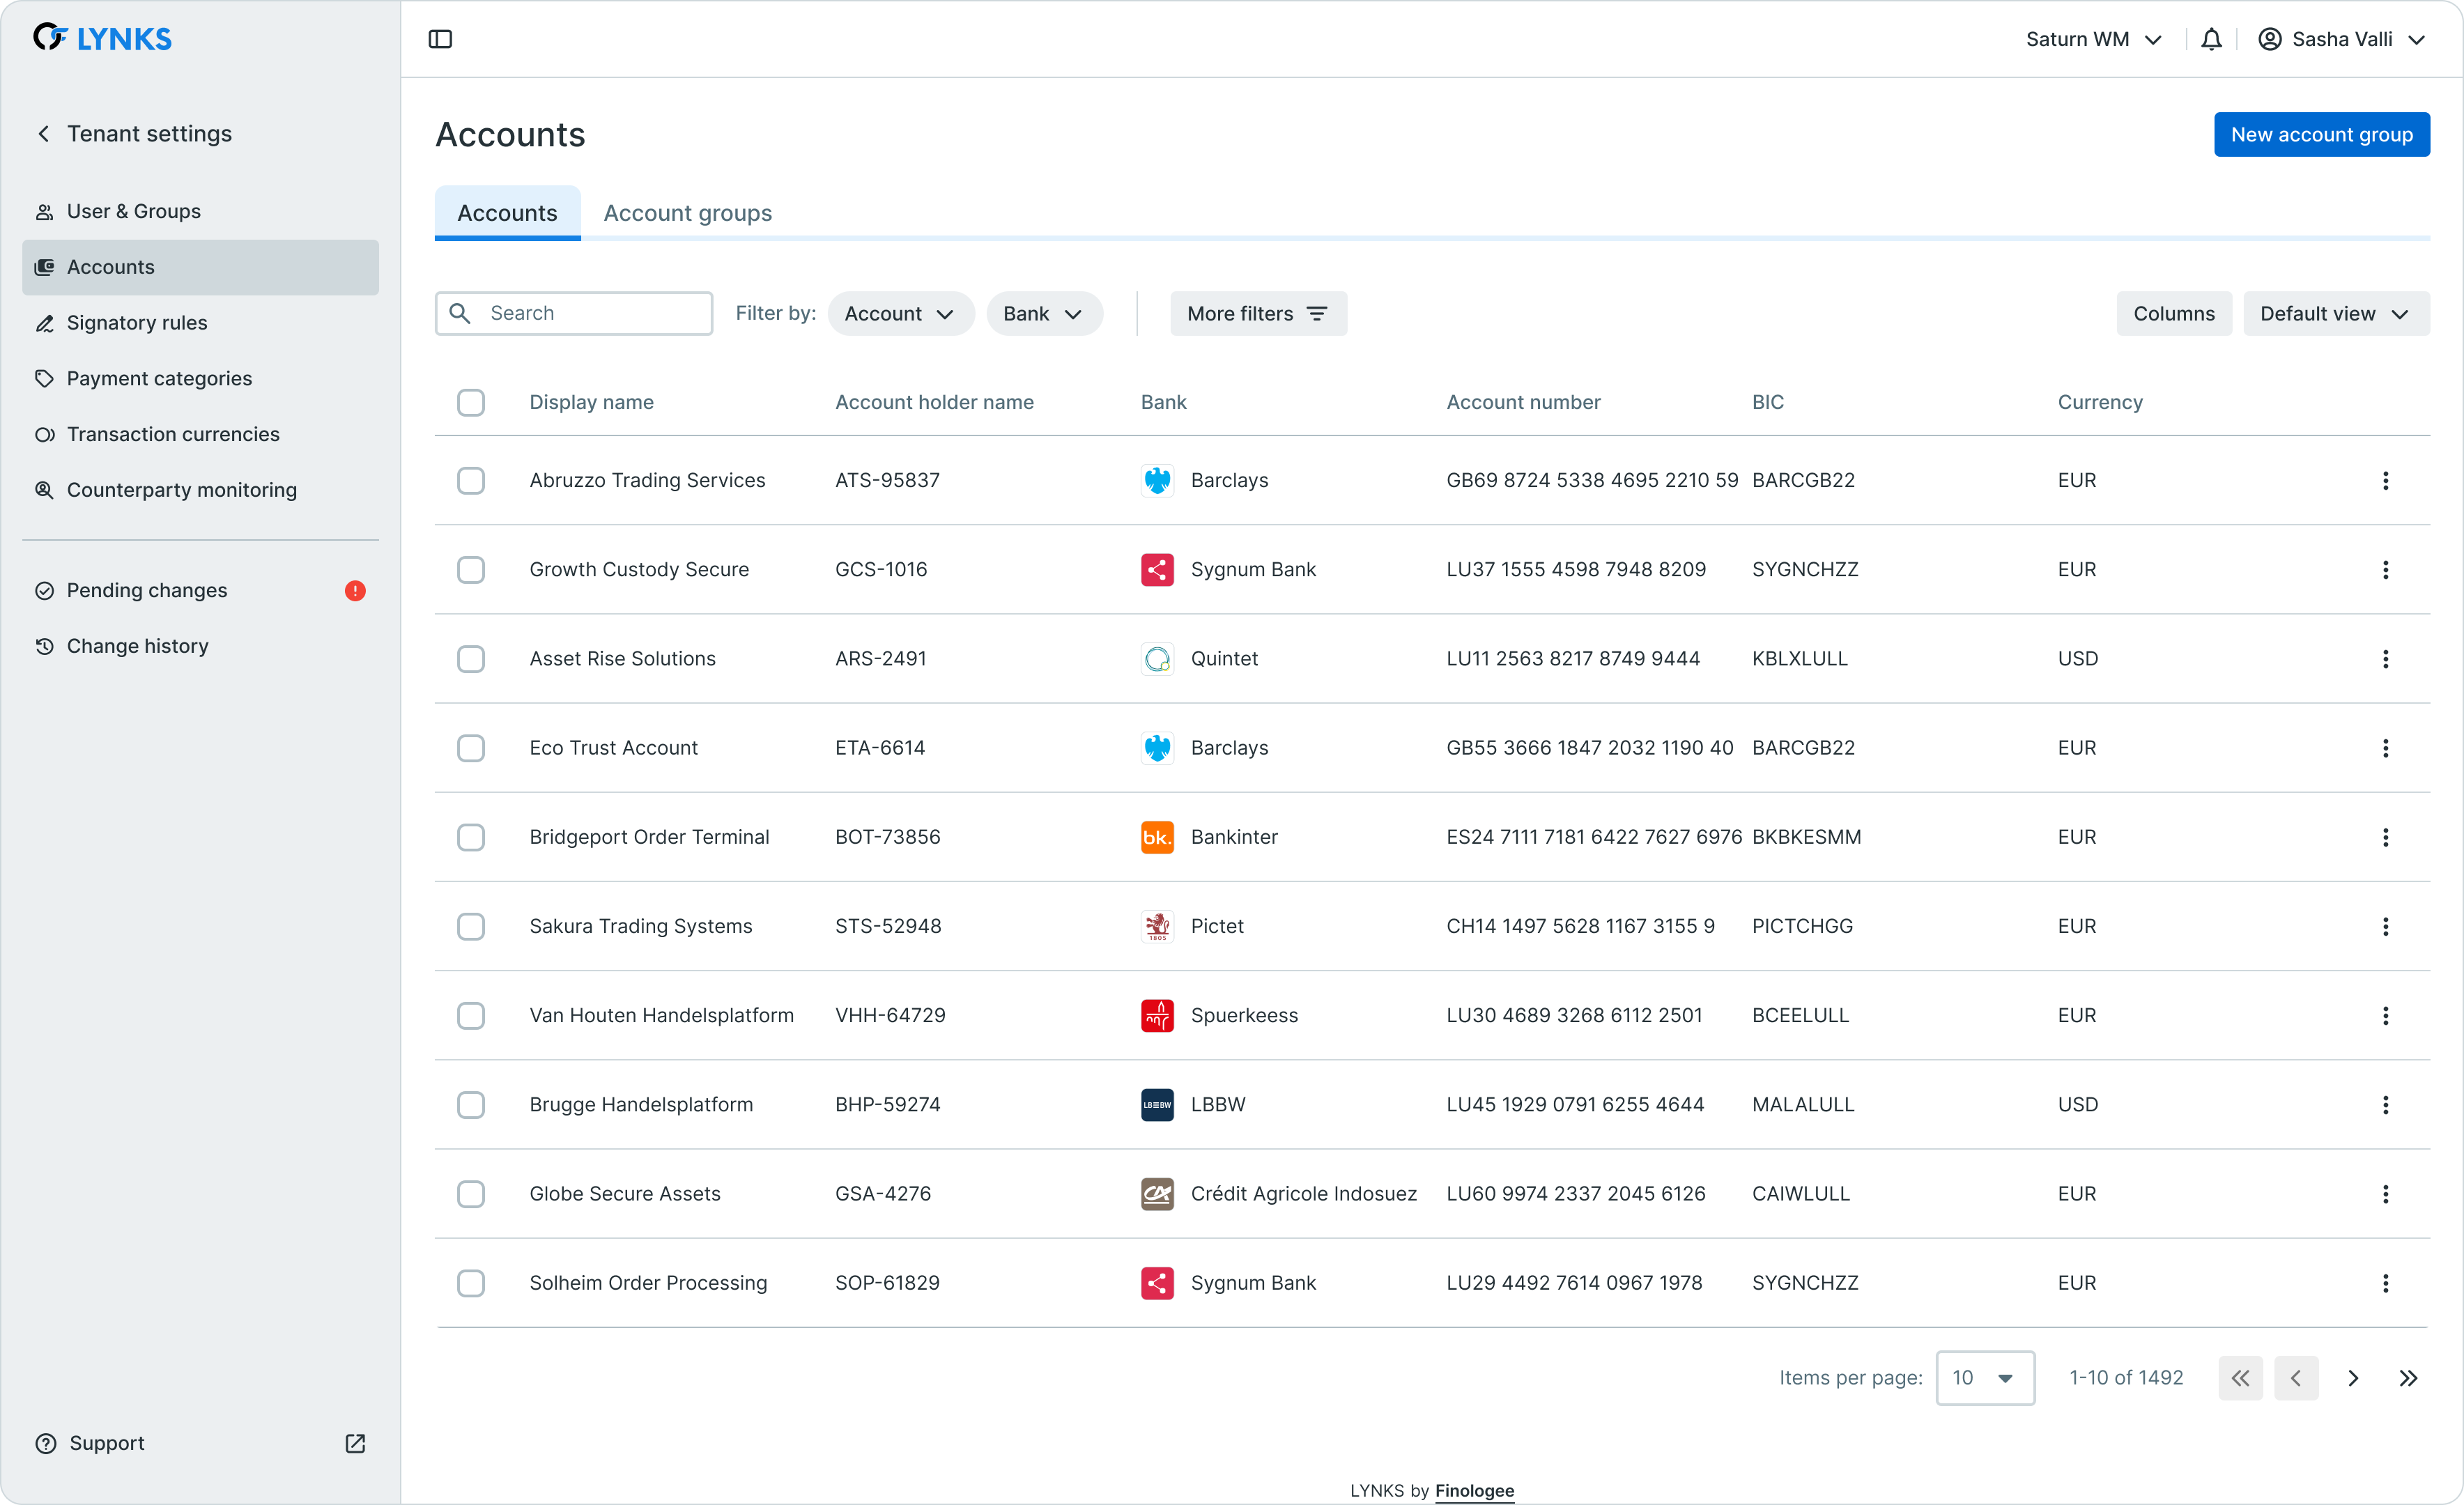 LYNKS
Saturn WM
Sasha Valli
Tenant settings
User & Groups
Accounts
Signatory rules
Payment categories
Transaction currencies
Counterparty monitoring
Pending changes
Change history
Support
Accounts
New account group
Accounts Account groups
Search Filter by: Account Bank More filters Columns Default view
Display name Account holder name Bank Account number BIC Currency
Abruzzo Trading Services ATS-95837 Barclays GB69 8724 5338 4695 2210 59 BARCGB22 EUR
Growth Custody Secure GCS-1016 Sygnum Bank LU37 1555 4598 7948 8209 SYGNCHZZ EUR
Asset Rise Solutions ARS-2491 Quintet LU11 2563 8217 8749 9444 KBLXLULL USD
Eco Trust Account ETA-6614 Barclays GB55 3666 1847 2032 1190 40 BARCGB22 EUR
Bridgeport Order Terminal BOT-73856 bk. Bankinter ES24 7111 7181 6422 7627 6976 BKBKESMM EUR
Sakura Trading Systems STS-52948 1805 Pictet CH14 1497 5628 1167 3155 9 PICTCHGG EUR
Van Houten Handelsplatform VHH-64729 Spuerkeess LU30 4689 3268 6112 2501 BCEELULL EUR
Brugge Handelsplatform BHP-59274 LBBW LBBW LU45 1929 0791 6255 4644 MALALULL USD
Globe Secure Assets GSA-4276 CA Crédit Agricole Indosuez LU60 9974 2337 2045 6126 CAIWLULL EUR
Solheim Order Processing SOP-61829 Sygnum Bank LU29 4492 7614 0967 1978 SYGNCHZZ EUR
Items per page: 10 1-10 of 1492
LYNKS by Finologee